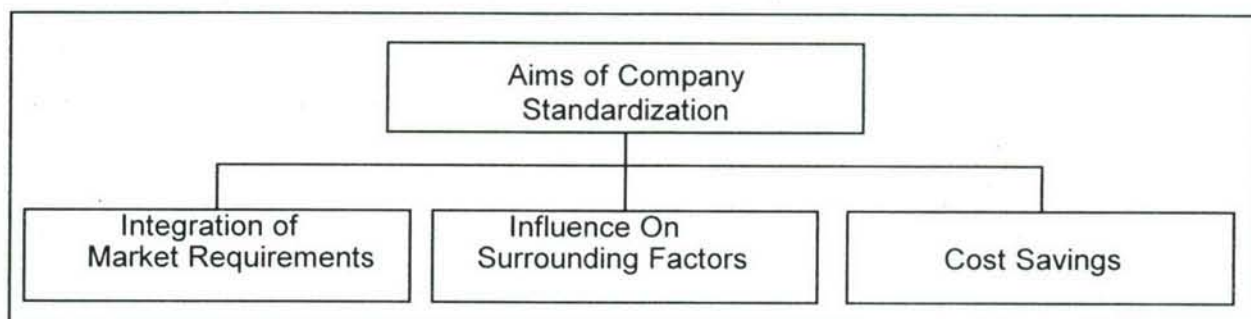 Aims of Company
Standardization
Integration of
Market Requirements
Influence On
Surrounding Factors
Cost Savings